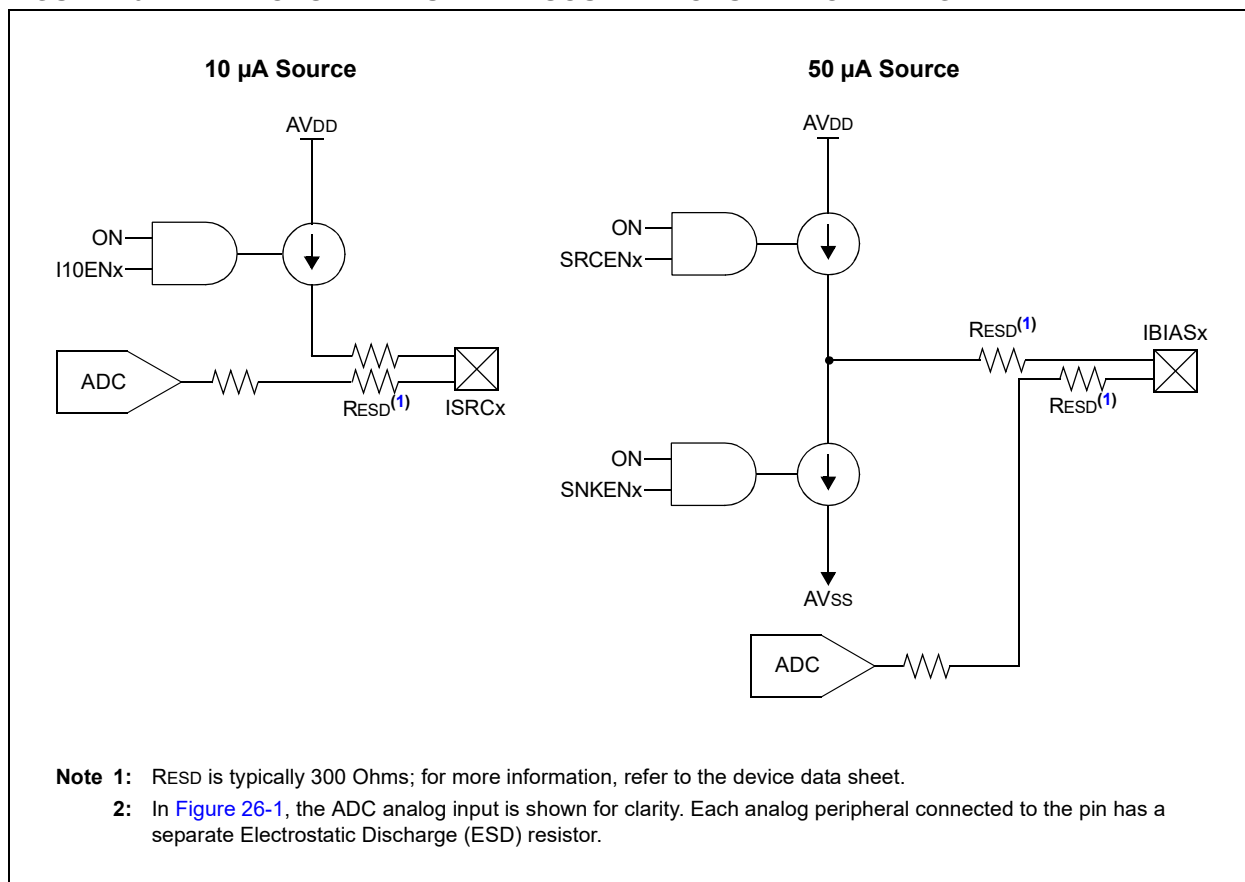 10 µA Source
50 µA Source
AVDD
AVDD
ON
I10ENx
ON
SRCENx
ADC
RESD(1)
ISRCx
RESD(1)
IBIASx
RESD(1)
ON
SNKENx
AVSS
ADC
Note 1: RESD is typically 300 Ohms; for more information, refer to the device data sheet.
2: In Figure 26-1, the ADC analog input is shown for clarity. Each analog peripheral connected to the pin has a
separate Electrostatic Discharge (ESD) resistor.